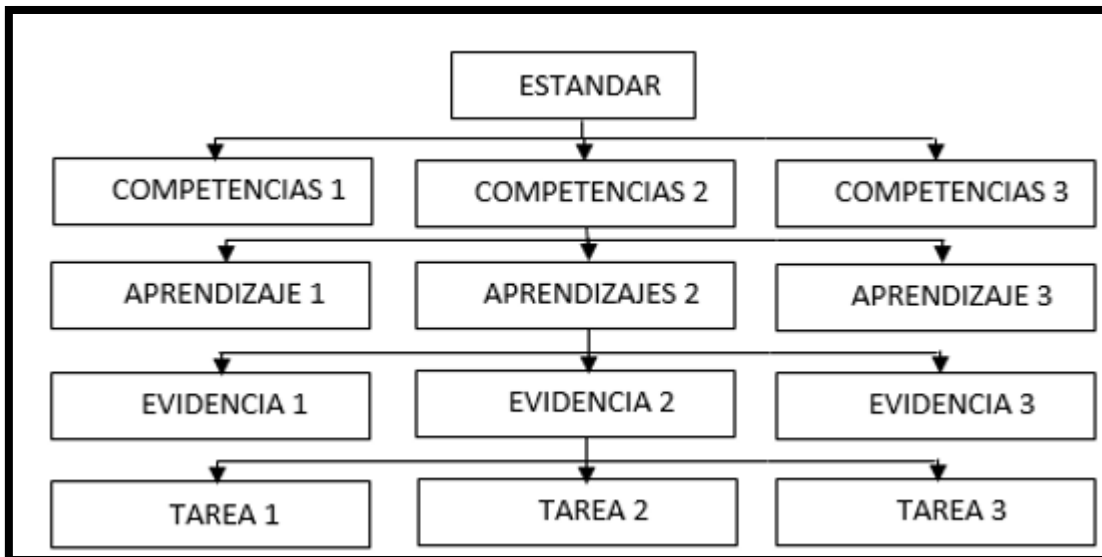 ESTANDAR
COMPETENCIAS 1
COMPETENCIAS 2
COMPETENCIAS 3
APRENDIZAJE 1
APRENDIZAJES 2
APRENDIZAJE 3
EVIDENCIA 1
EVIDENCIA 2
EVIDENCIA 3
TAREA 1
TAREA 2
TAREA 3